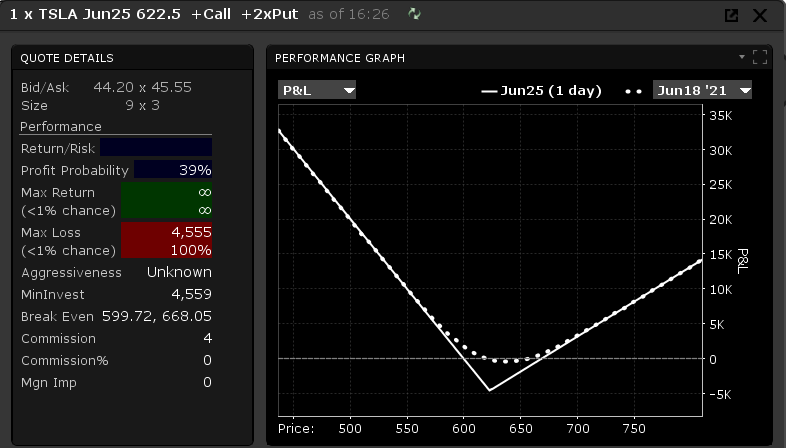 1 x TSLA Jun25 622.5 +Call +2xPut as of 16:26
QUOTE DETAILS
Bid/Ask 44.20 x 45.55
Size 9 x 3
Performance
Return/Risk
Profit Probability 39%
Max Return ∞
(<1% chance) ∞
Max Loss 4,555
(<1% chance) 100%
Aggressiveness Unknown
MinInvest 4,559
Break Even 599.72, 668.05
Commission 4
Commission% 0
Mgn Imp 0
PERFORMANCE GRAPH
P&L Jun25 (1 day) Jun18 '21
35K
30K
25K
20K
15K
10K
5K
0
-5K
P&L
Price: 500 550 600 650 700 750